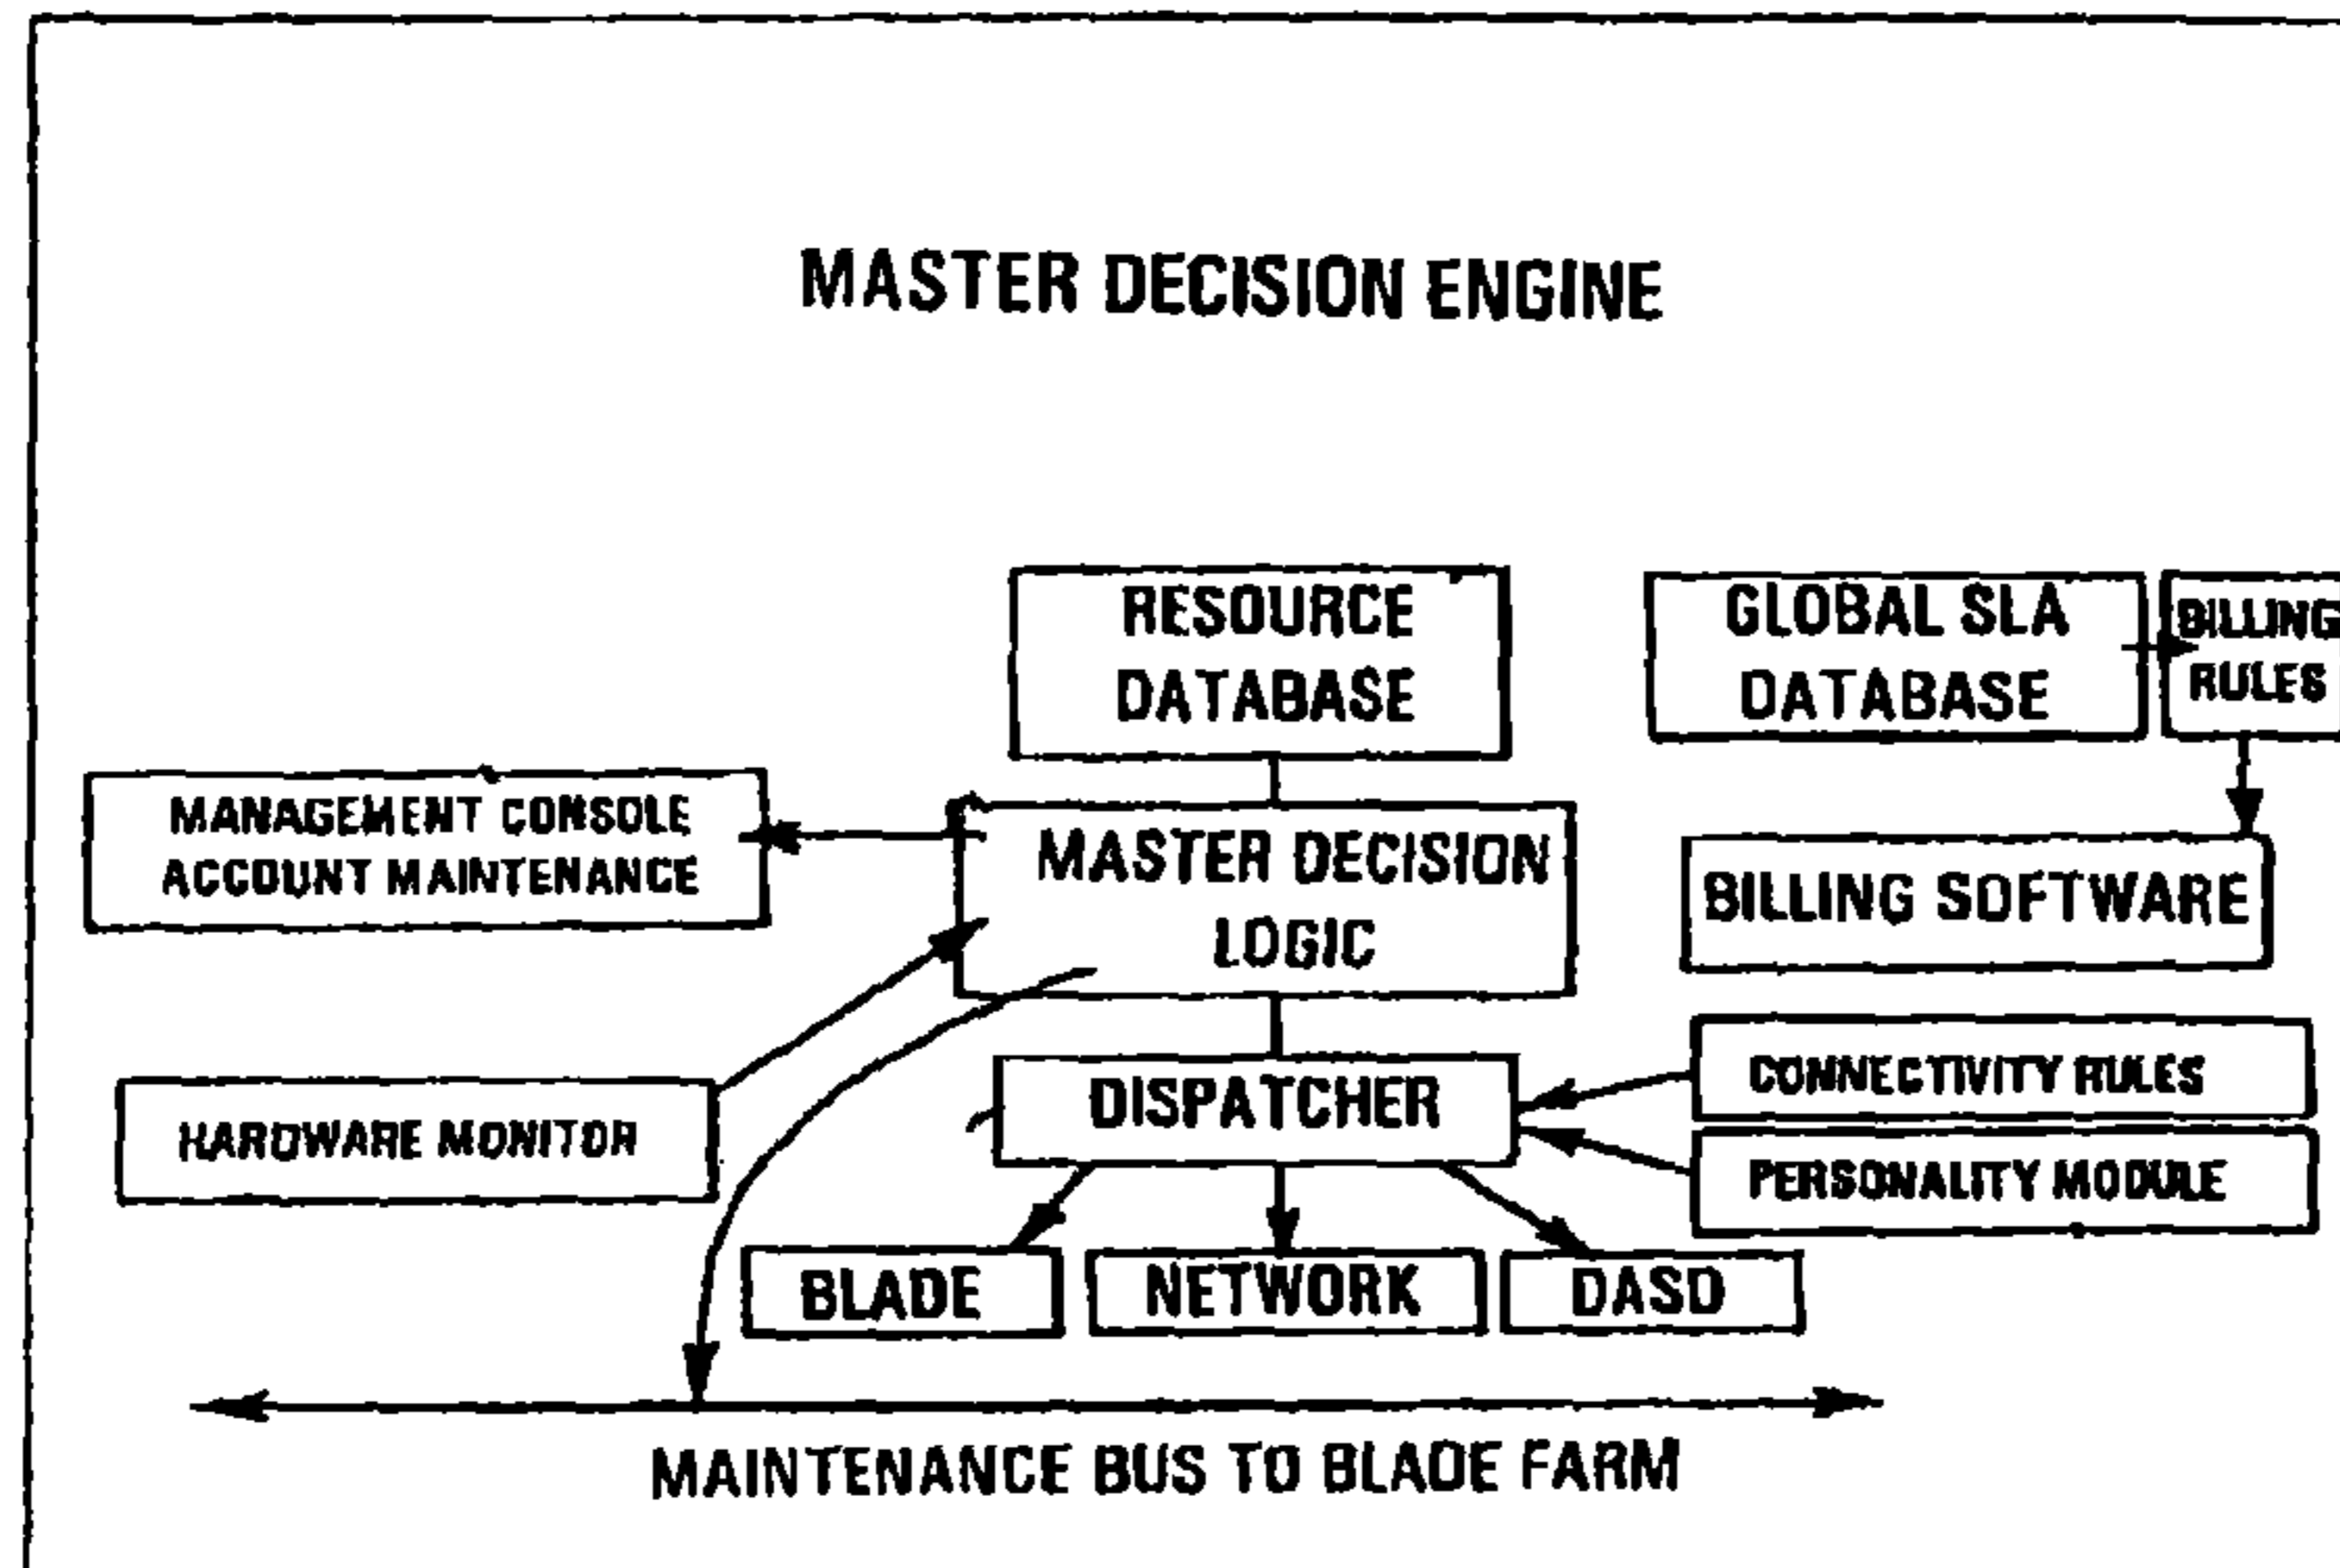 MASTER DECISION ENGINE
RESOURCE
DATABASE
GLOBAL SLA
DATABASE
BILLING
RULES
MANAGEMENT CONSOLE
ACCOUNT MAINTENANCE
MASTER DECISION
LOGIC
BILLING SOFTWARE
HARDWARE MONITOR
DISPATCHER
CONNECTIVITY RULES
PERSONALITY MODULE
BLADE
NETWORK
DASD
MAINTENANCE BUS TO BLADE FARM